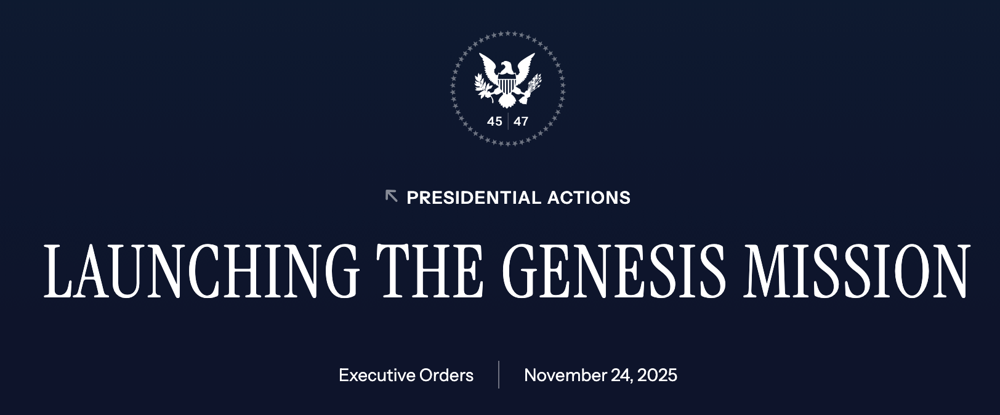 45 | 47
PRESIDENTIAL ACTIONS
LAUNCHING THE GENESIS MISSION
Executive Orders | November 24, 2025